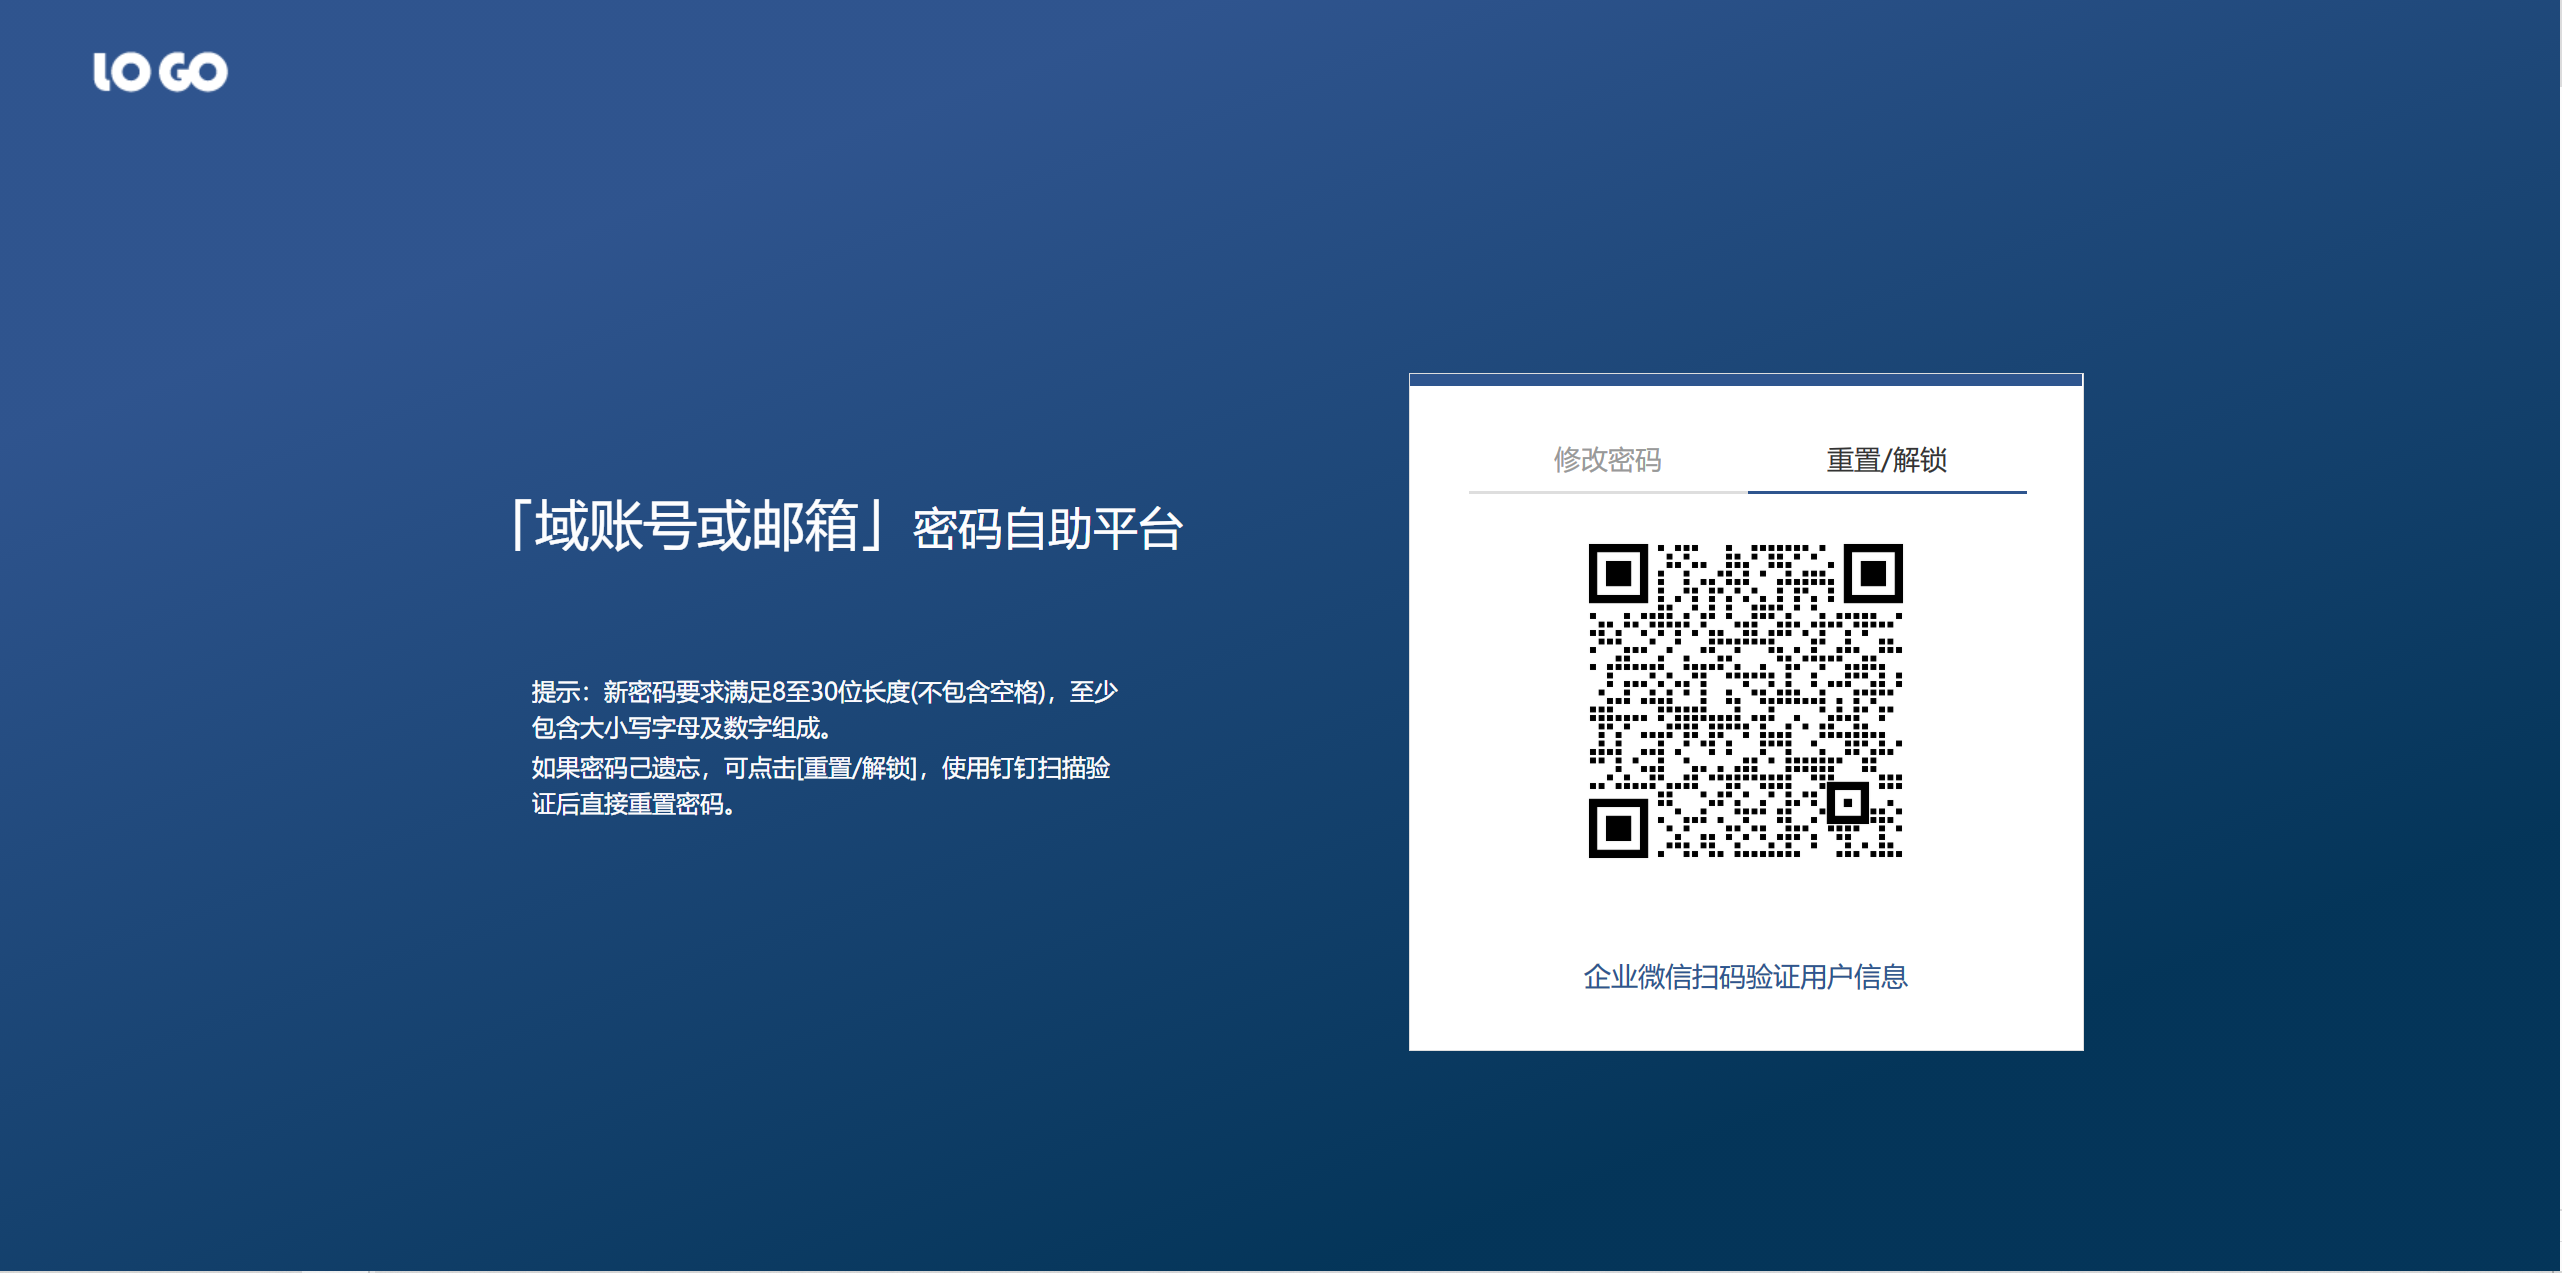 LOGO
「域账号或邮箱」密码自助平台
提示：新密码要求满足8至30位长度(不包含空格)，至少
包含大小写字母及数字组成。
如果密码己遗忘，可点击[重置/解锁]，使用钉钉扫描验
证后直接重置密码。
修改密码 重置/解锁
企业微信扫码验证用户信息